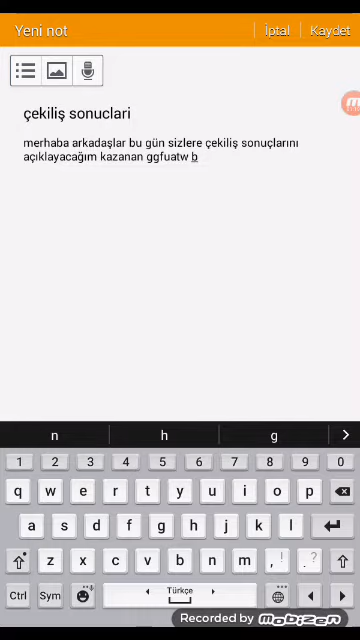 Yeni not İptal Kaydet
çekiliş sonuclari
merhaba arkadaşlar bu gün sizlere çekiliş sonuçlarını
açıklayacağım kazanan ggfuatw b
n h g
1 2 3 4 5 6 7 8 9 0
q w e r t y u i o p
a s d f g h j k l
z x c v b n m , ! . ?
Ctrl Sym Türkçe
Recorded by mobizen